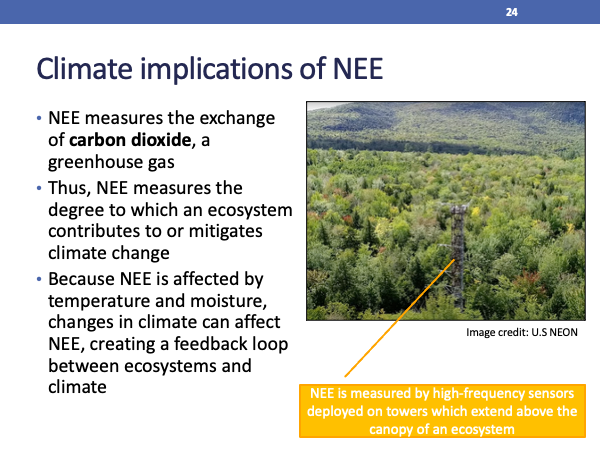 24
Climate implications of NEE
• NEE measures the exchange
of carbon dioxide, a
greenhouse gas
• Thus, NEE measures the
degree to which an ecosystem
contributes to or mitigates
climate change
• Because NEE is affected by
temperature and moisture,
changes in climate can affect
NEE, creating a feedback loop
between ecosystems and
climate
Image credit: U.S NEON
NEE is measured by high-frequency sensors
deployed on towers which extend above the
canopy of an ecosystem